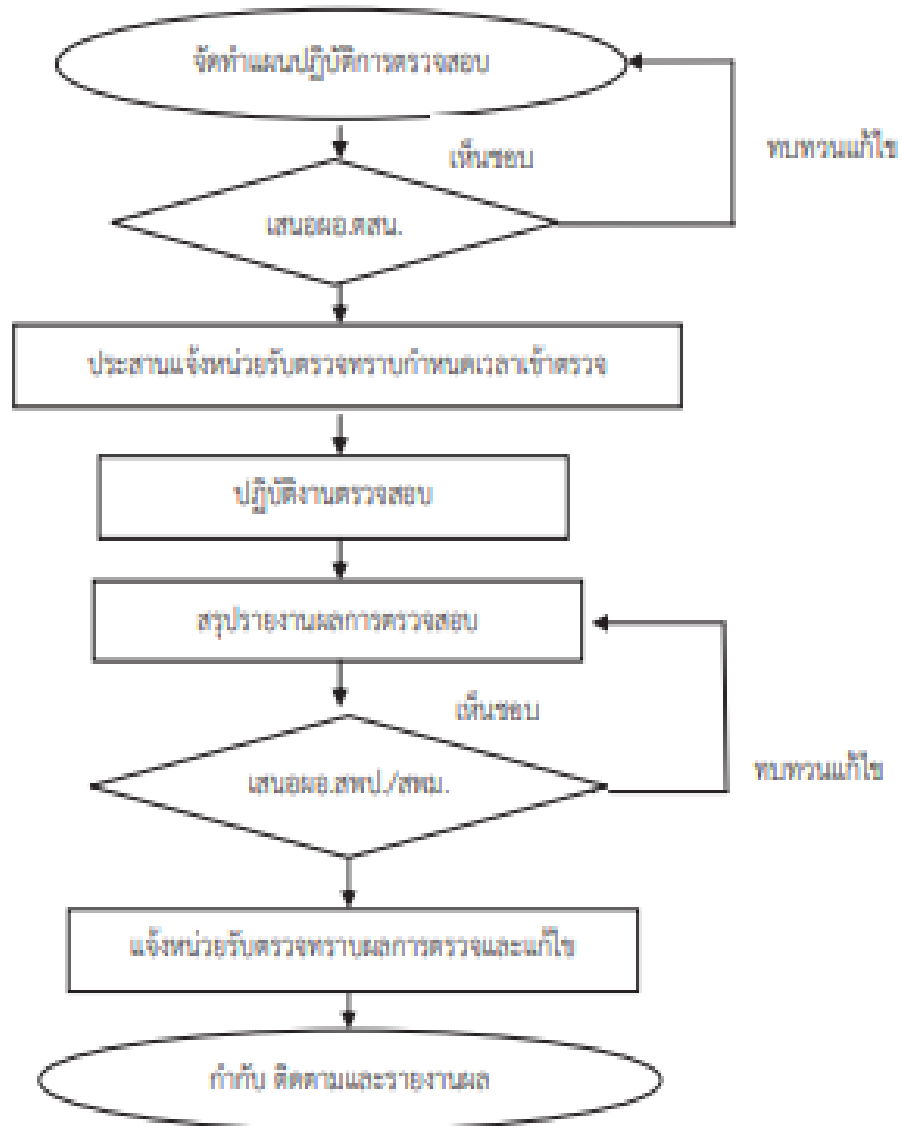 จัดทำแผนปฏิบัติการตรวจสอบ
เห็นชอบ
ทบทวนแก้ไข
เสนอผอ.ตสน.
ประสานแจ้งหน่วยรับตรวจทราบกำหนดเวลาเข้าตรวจ
ปฏิบัติงานตรวจสอบ
สรุปรายงานผลการตรวจสอบ
เห็นชอบ
ทบทวนแก้ไข
เสนอผอ.สพป./สพม.
แจ้งหน่วยรับตรวจทราบผลการตรวจและแก้ไข
กำกับ ติดตามและรายงานผล